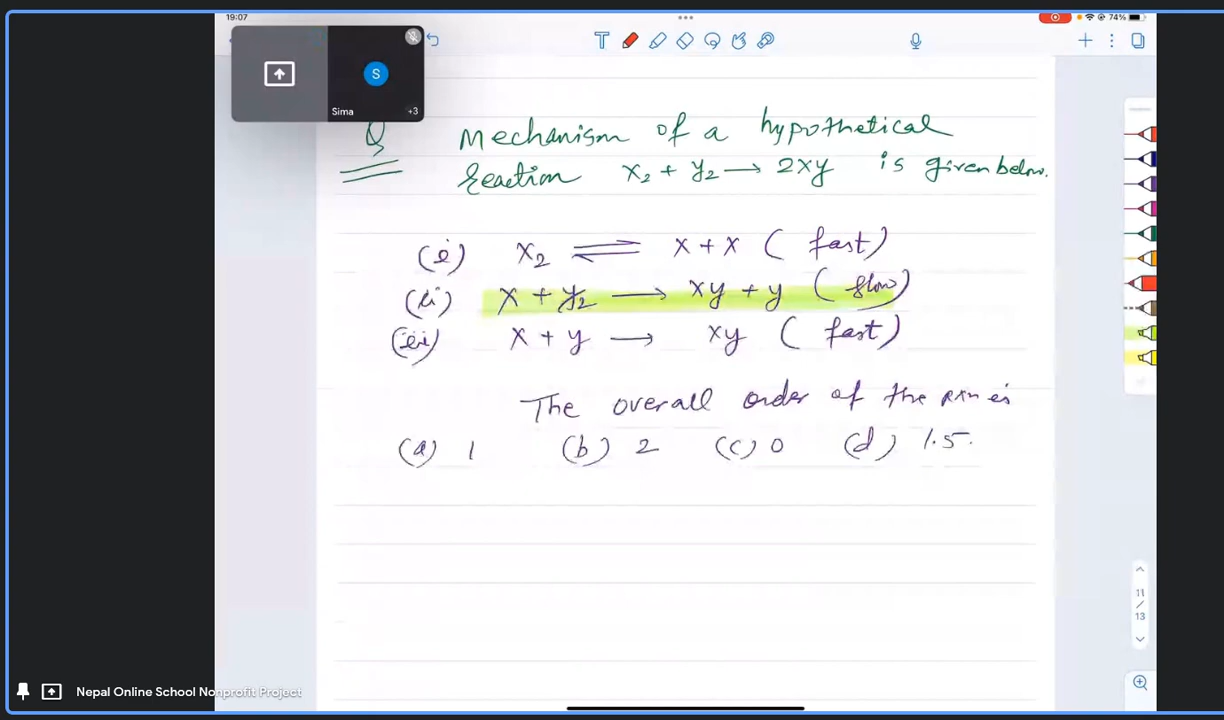 19:07
74%
T
S
Sima
+3
Q Mechanism of a hypothetical
reaction x₂ + y₂ → 2xy is given below.
(i) x₂ ⇌ x + x ( fast )
(ii) x + y₂ → xy + y ( slow )
(iii) x + y → xy ( fast )
The overall order of the rxn is
(a) 1 (b) 2 (c) 0 (d) 1.5.
11
/
13
Nepal Online School Nonprofit Project